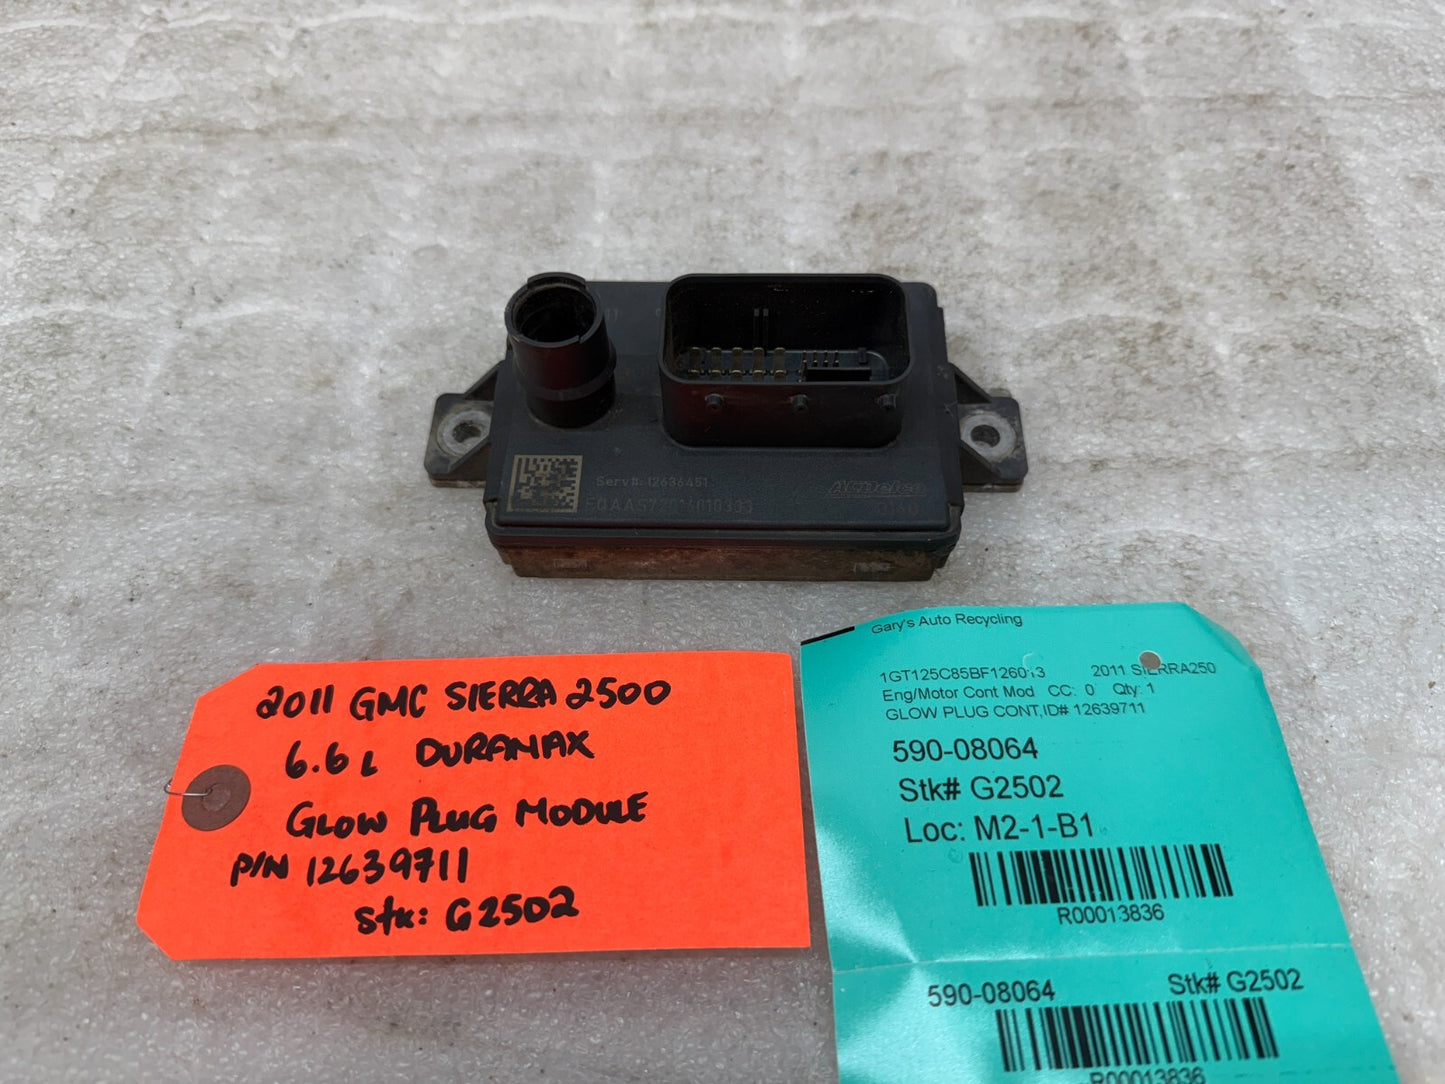 Serv#: 12636451
ACDelco
2011 GMC SIERRA 2500
6.6L DURAMAX
GLOW PLUG MODULE
P/N 12639711
Stk: G2502
Gary's Auto Recycling
2011 SIERRA250
Eng/Motor Cont Mod CC: 0 Qty: 1
GLOW PLUG CONT,ID# 12639711
590-08064
Stk# G2502
Loc: M2-1-B1
R00013836
590-08064 Stk# G2502
R00013836